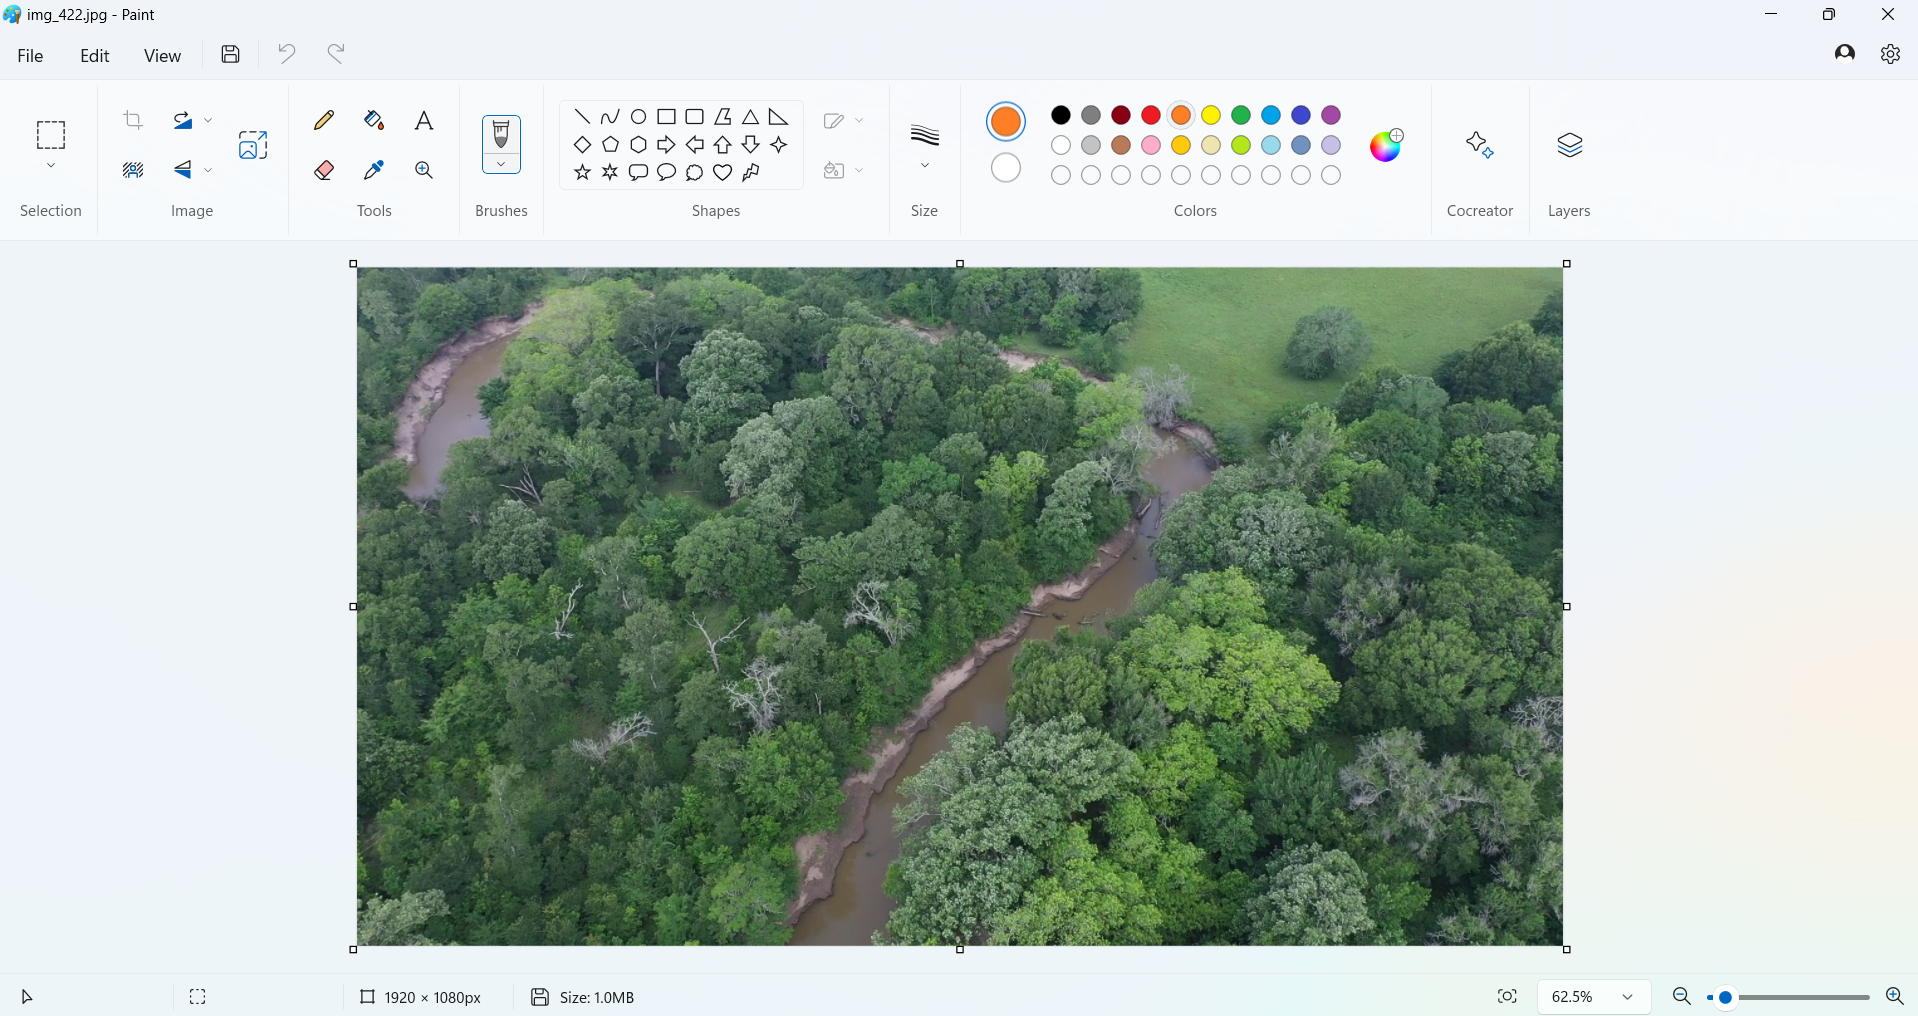 img_422.jpg - Paint
File Edit View
Selection Image Tools Brushes Shapes Size Colors Cocreator Layers
1920 × 1080px Size: 1.0MB 62.5%